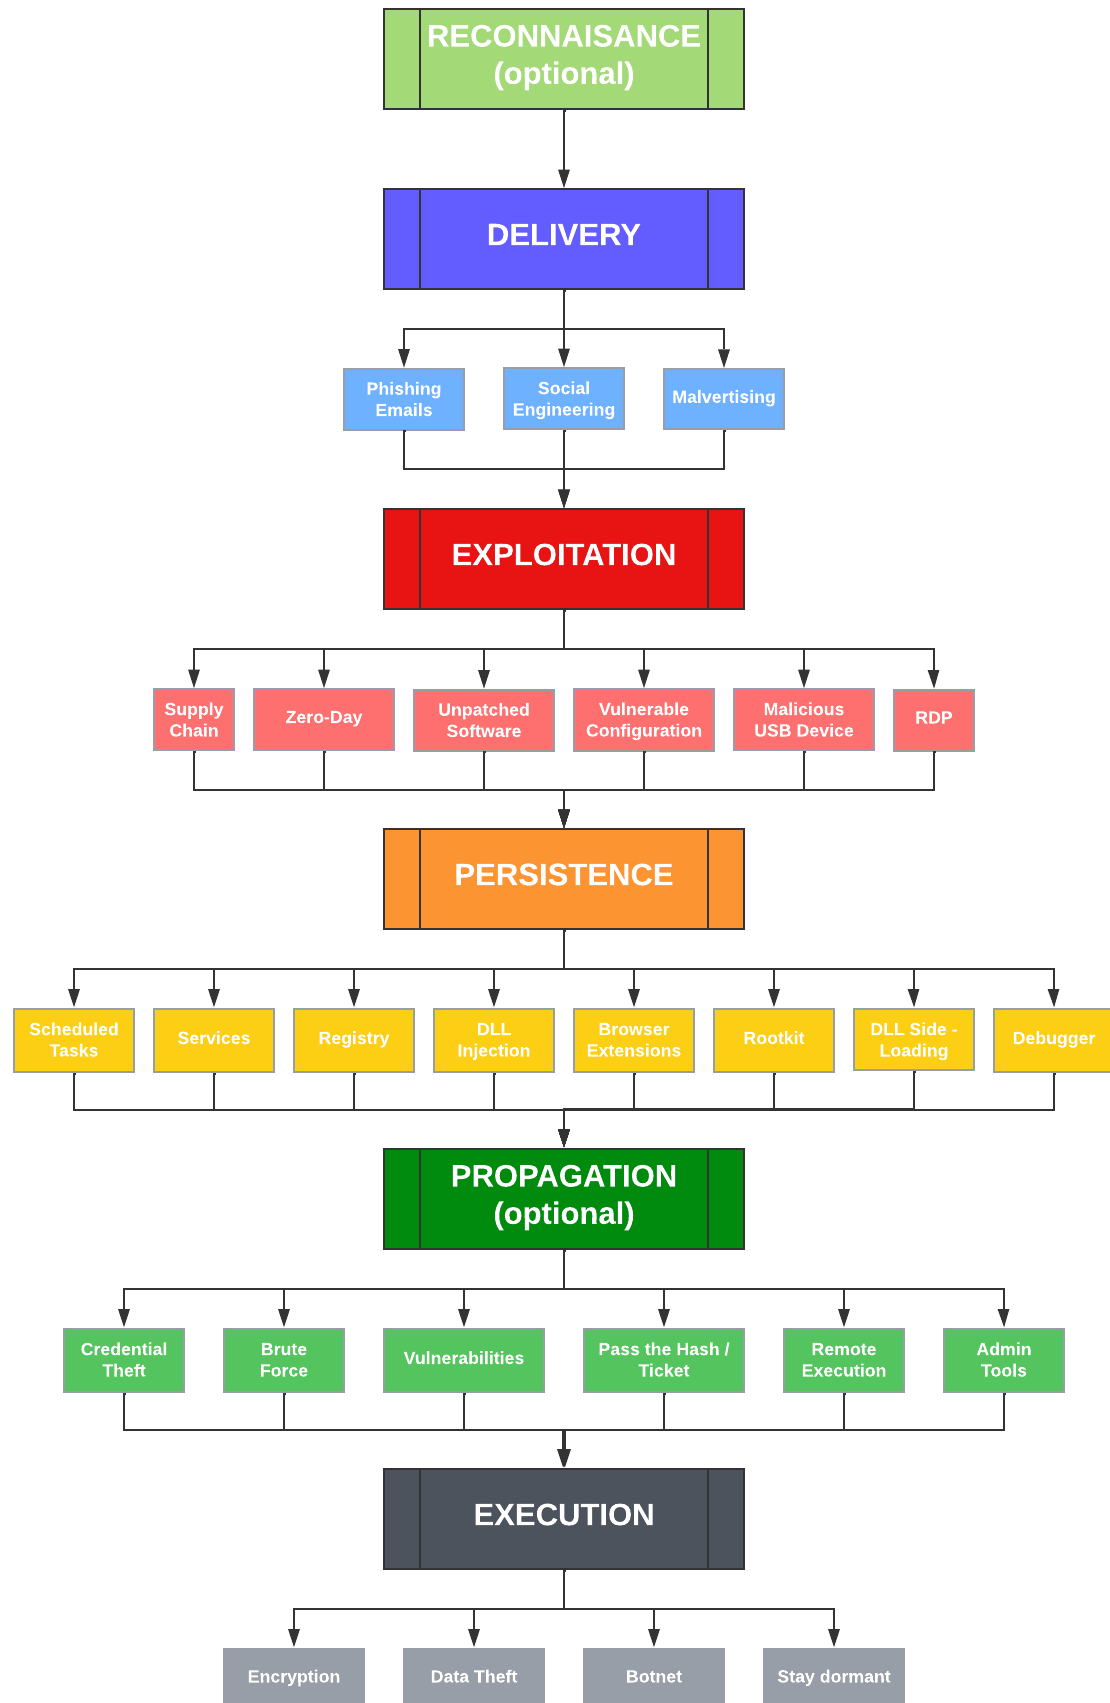 RECONNAISANCE
(optional)
DELIVERY
Phishing
Emails
Social
Engineering
Malvertising
EXPLOITATION
Supply
Chain
Zero-Day
Unpatched
Software
Vulnerable
Configuration
Malicious
USB Device
RDP
PERSISTENCE
Scheduled
Tasks
Services
Registry
DLL
Injection
Browser
Extensions
Rootkit
DLL Side -
Loading
Debugger
PROPAGATION
(optional)
Credential
Theft
Brute
Force
Vulnerabilities
Pass the Hash /
Ticket
Remote
Execution
Admin
Tools
EXECUTION
Encryption
Data Theft
Botnet
Stay dormant